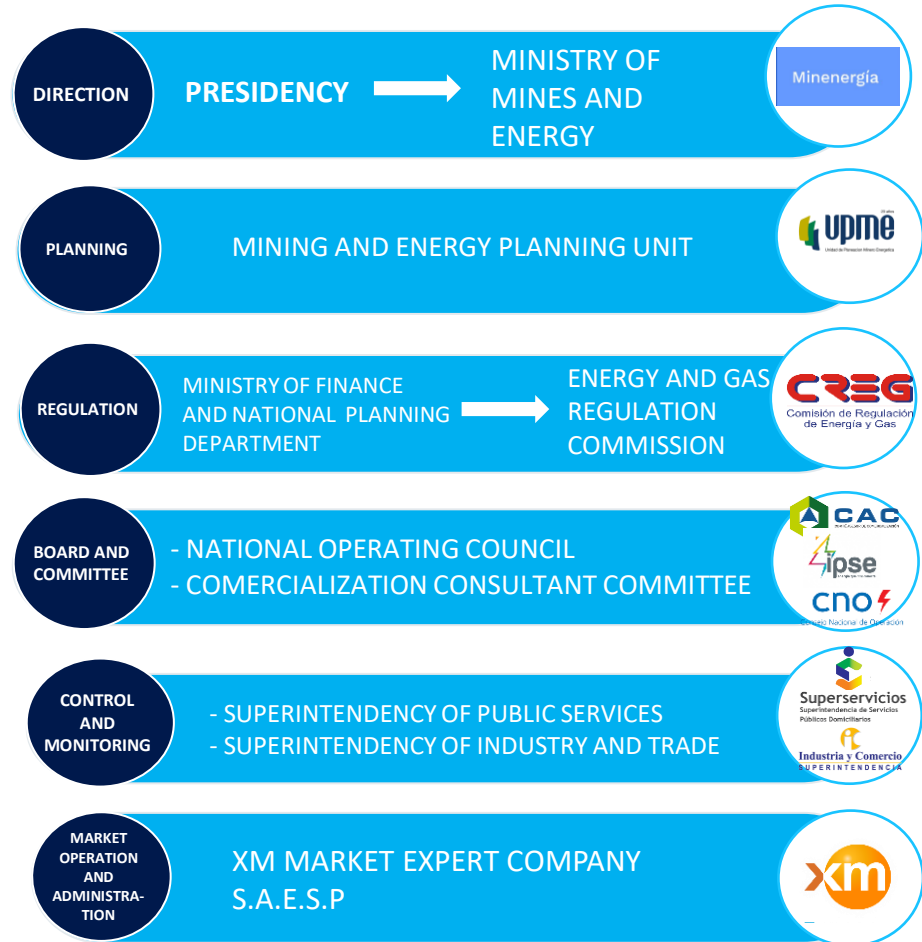 DIRECTION
PRESIDENCY
MINISTRY OF
MINES AND
ENERGY
Minenergía
PLANNING
MINING AND ENERGY PLANNING UNIT
upme
Unidad de Planeación Minero Energética
REGULATION
MINISTRY OF FINANCE
AND NATIONAL PLANNING
DEPARTMENT
ENERGY AND GAS
REGULATION
COMMISSION
CREG
Comisión de Regulación
de Energía y Gas
BOARD AND
COMMITTEE
- NATIONAL OPERATING COUNCIL
- COMERCIALIZATION CONSULTANT COMMITTEE
CAC
ipse
cno
Consejo Nacional de Operación
CONTROL
AND
MONITORING
- SUPERINTENDENCY OF PUBLIC SERVICES
- SUPERINTENDENCY OF INDUSTRY AND TRADE
Superservicios
Superintendencia de Servicios
Públicos Domiciliarios
Industria y Comercio
SUPERINTENDENCIA
MARKET
OPERATION
AND
ADMINISTRA-
TION
XM MARKET EXPERT COMPANY
S.A.E.S.P
xm